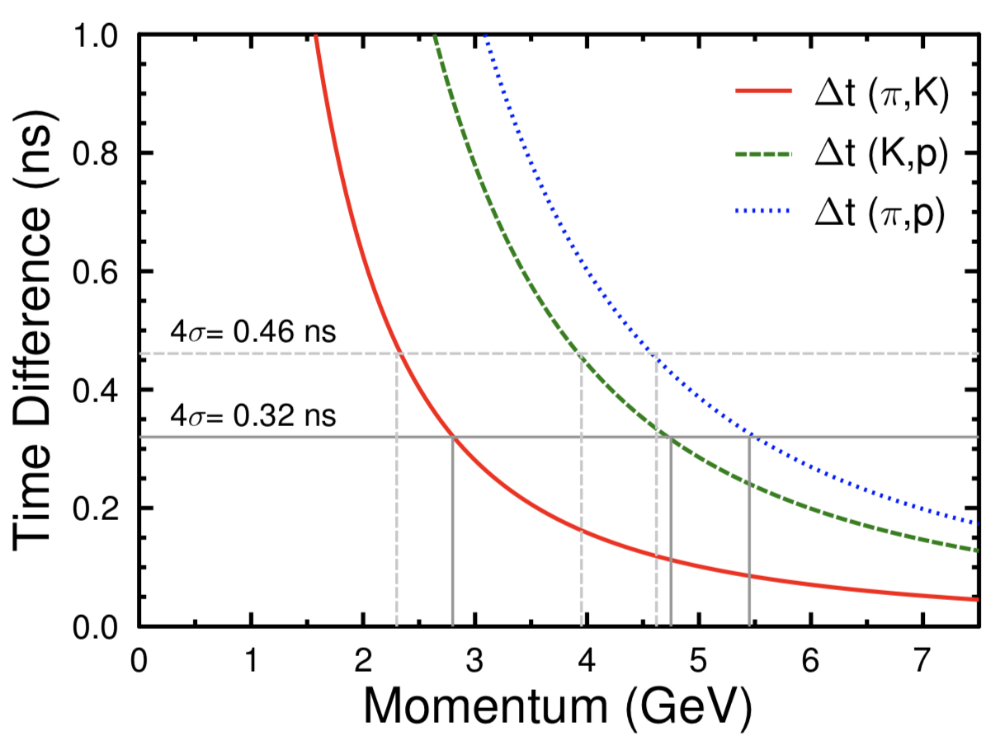 1.0
0.8
0.6
0.4
0.2
0.0
Time Difference (ns)
Δt (π,K)
Δt (K,p)
Δt (π,p)
4σ= 0.46 ns
4σ= 0.32 ns
0 1 2 3 4 5 6 7
Momentum (GeV)